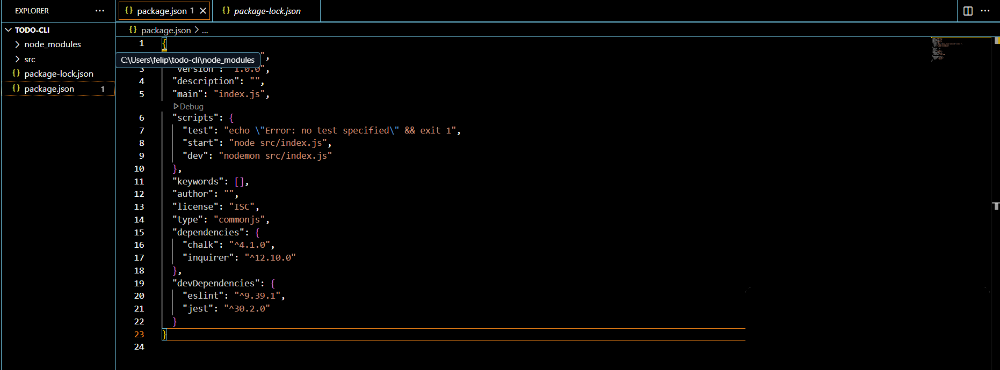 EXPLORER ...
TODO-CLI
node_modules
src
package-lock.json
package.json 1
package.json 1
package-lock.json
package.json > ...
1 {
C:\Users\felip\todo-cli\node_modules ",
3 "version": "1.0.0",
4 "description": "",
5 "main": "index.js",
Debug
6 "scripts": {
7 "test": "echo \"Error: no test specified\" && exit 1",
8 "start": "node src/index.js",
9 "dev": "nodemon src/index.js"
10 },
11 "keywords": [],
12 "author": "",
13 "license": "ISC",
14 "type": "commonjs",
15 "dependencies": {
16 "chalk": "^4.1.0",
17 "inquirer": "^12.10.0"
18 },
19 "devDependencies": {
20 "eslint": "^9.39.1",
21 "jest": "^30.2.0"
22 }
23 }
24